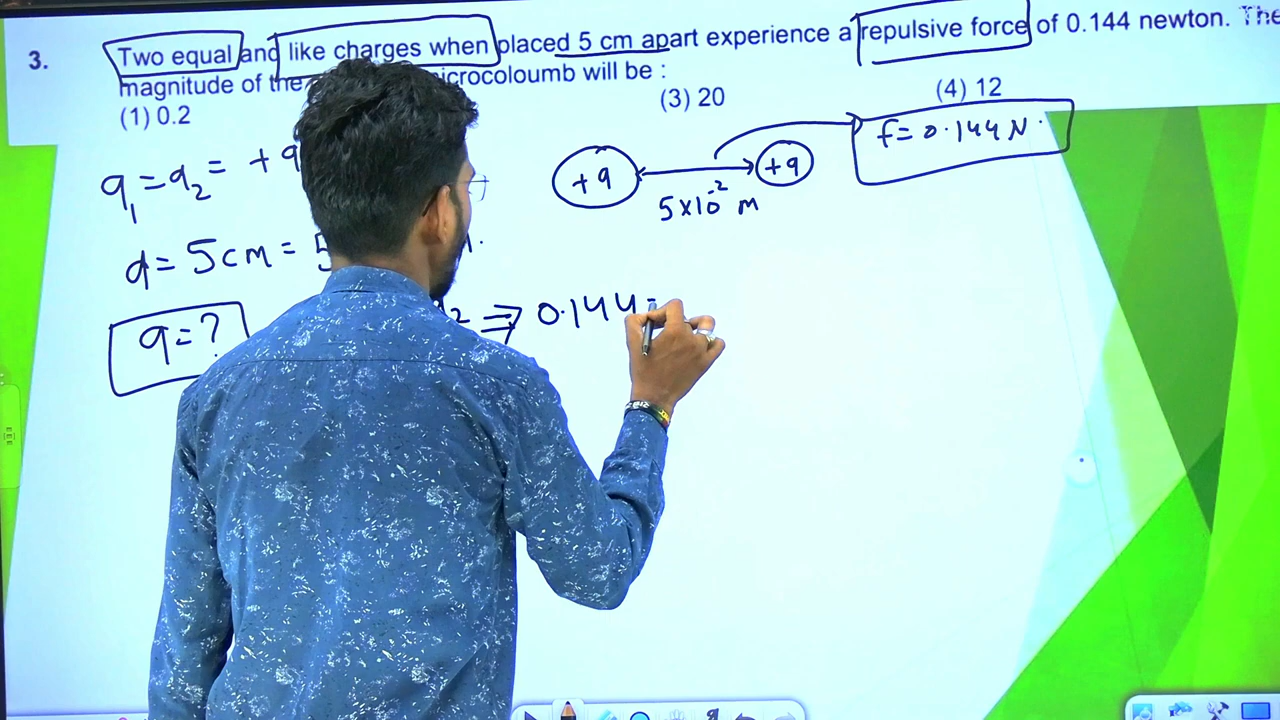 3. Two equal and like charges when placed 5 cm apart experience a repulsive force of 0.144 newton. The
magnitude of the icrocoloumb will be :
(1) 0.2 (3) 20 (4) 12
q₁ = q₂ = +q
+q +q f = 0.144 N.
5×10⁻² m
d = 5cm = 5
q = ?
2 ⇒ 0.144 =